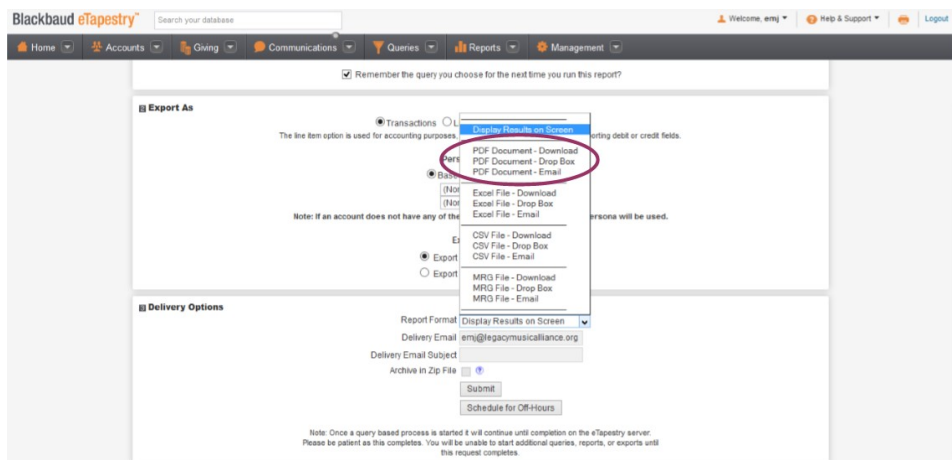 Blackbaud eTapestry™
Search your database
Welcome, emj
Help & Support
Logout
Home
Accounts
Giving
Communications
Queries
Reports
Management
Remember the query you choose for the next time you run this report?
Export As
Transactions
The line item option is used for accounting purposes, orting debit or credit fields.
Pers
Base
(Nor
(Nor
Note: If an account does not have any of the ersona will be used.
Export
Export
Display Results on Screen
PDF Document - Download
PDF Document - Drop Box
PDF Document - Email
Excel File - Download
Excel File - Drop Box
Excel File - Email
CSV File - Download
CSV File - Drop Box
CSV File - Email
MRG File - Download
MRG File - Drop Box
MRG File - Email
Delivery Options
Report Format Display Results on Screen
Delivery Email emj@legacymusicalliance.org
Delivery Email Subject
Archive in Zip File
Submit
Schedule for Off-Hours
Note: Once a query based process is started it will continue until completion on the eTapestry server.
Please be patient as this completes. You will be unable to start additional queries, reports, or exports until
this request completes.